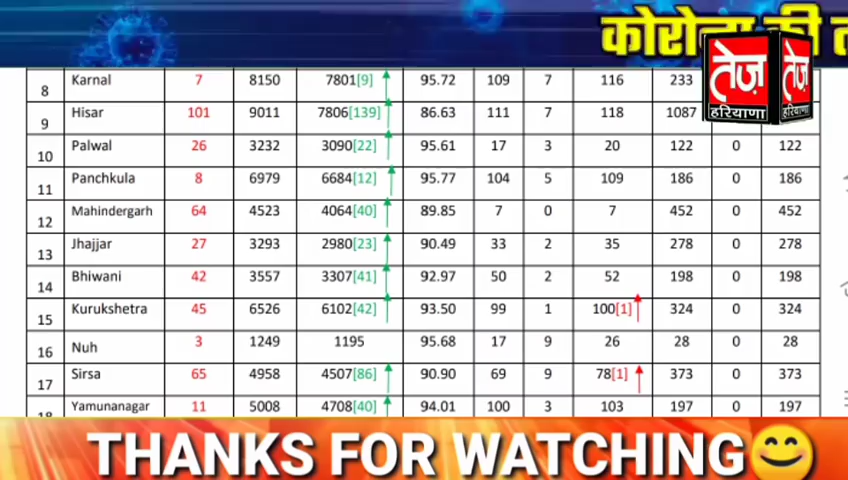 कोरोना की
तेज़ तेज़
हरियाणा हरियाणा
8 Karnal 7 8150 7801[9] 95.72 109 7 116 233
9 Hisar 101 9011 7806[139] 86.63 111 7 118 1087
10 Palwal 26 3232 3090[22] 95.61 17 3 20 122 0 122
11 Panchkula 8 6979 6684[12] 95.77 104 5 109 186 0 186
12 Mahindergarh 64 4523 4064[40] 89.85 7 0 7 452 0 452
13 Jhajjar 27 3293 2980[23] 90.49 33 2 35 278 0 278
14 Bhiwani 42 3557 3307[41] 92.97 50 2 52 198 0 198
15 Kurukshetra 45 6526 6102[42] 93.50 99 1 100[1] 324 0 324
16 Nuh 3 1249 1195 95.68 17 9 26 28 0 28
17 Sirsa 65 4958 4507[86] 90.90 69 9 78[1] 373 0 373
18 Yamunanagar 11 5008 4708[40] 94.01 100 3 103 197 0 197
THANKS FOR WATCHING